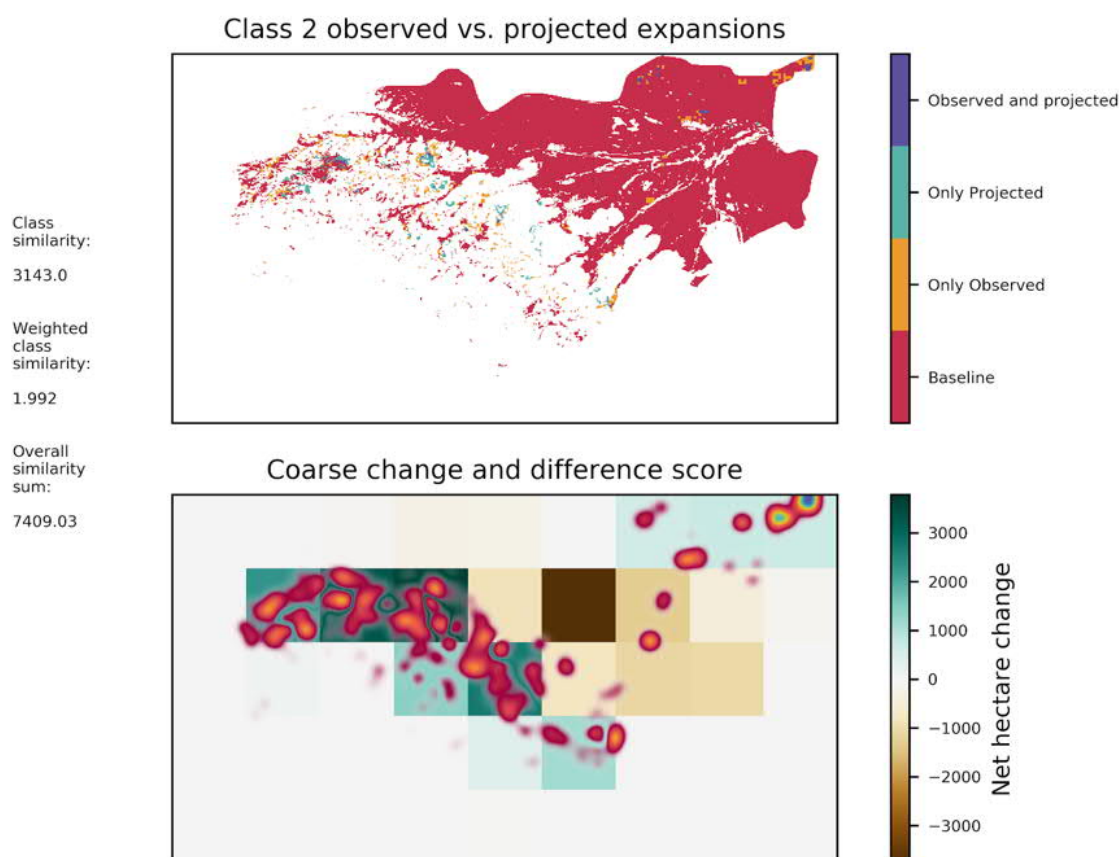 Class 2 observed vs. projected expansions
Observed and projected
Only Projected
Only Observed
Baseline
Class
similarity:
3143.0
Weighted
class
similarity:
1.992
Overall
similarity
sum:
7409.03
Coarse change and difference score
3000
2000
1000
0
−1000
−2000
−3000
Net hectare change